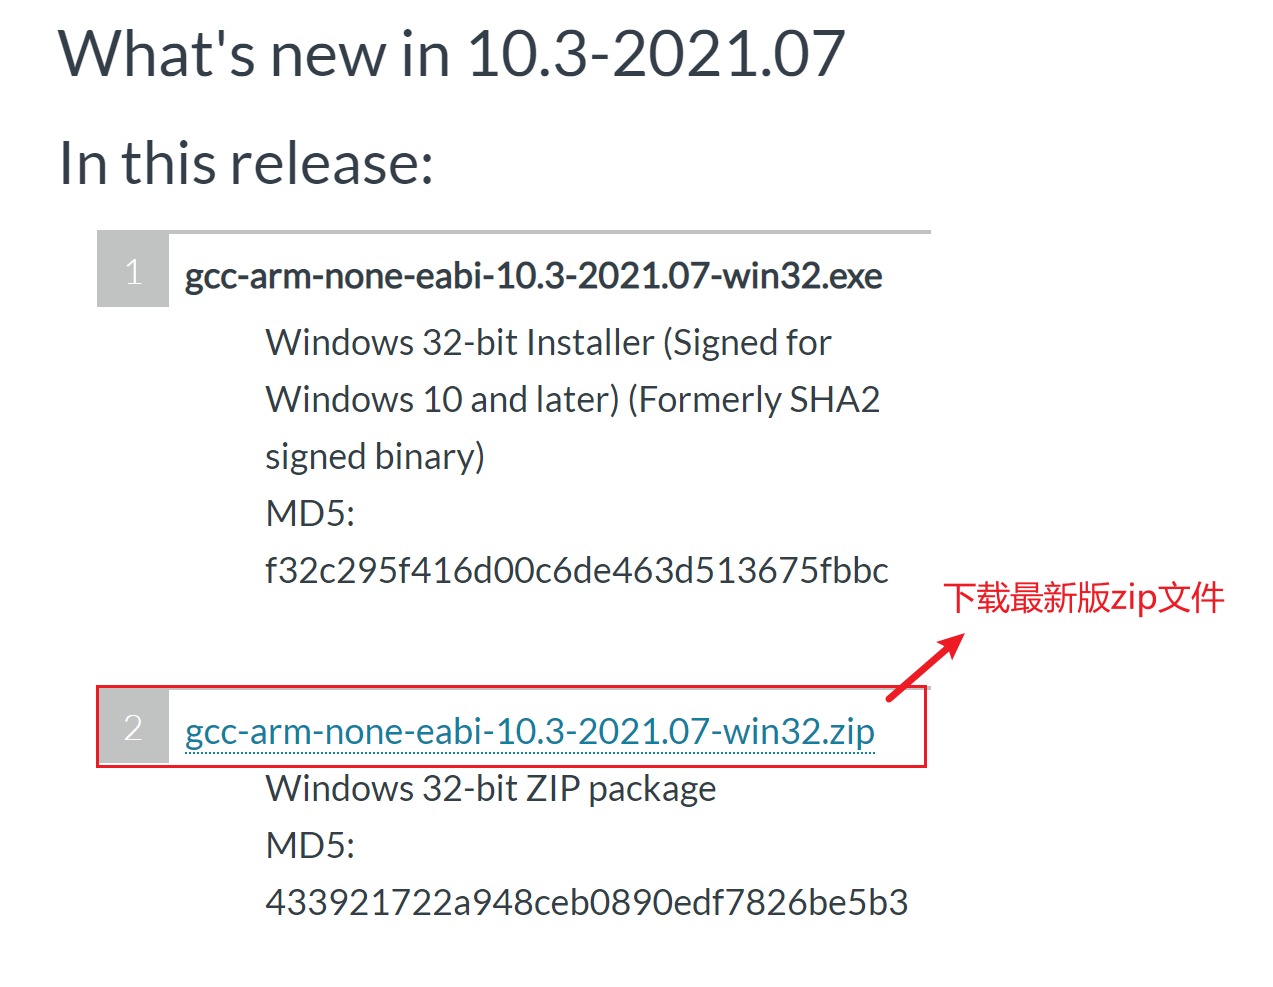 What's new in 10.3-2021.07
In this release:
1
gcc-arm-none-eabi-10.3-2021.07-win32.exe
Windows 32-bit Installer (Signed for
Windows 10 and later) (Formerly SHA2
signed binary)
MD5:
f32c295f416d00c6de463d513675fbbc
下载最新版zip文件
2
gcc-arm-none-eabi-10.3-2021.07-win32.zip
Windows 32-bit ZIP package
MD5:
433921722a948ceb0890edf7826be5b3